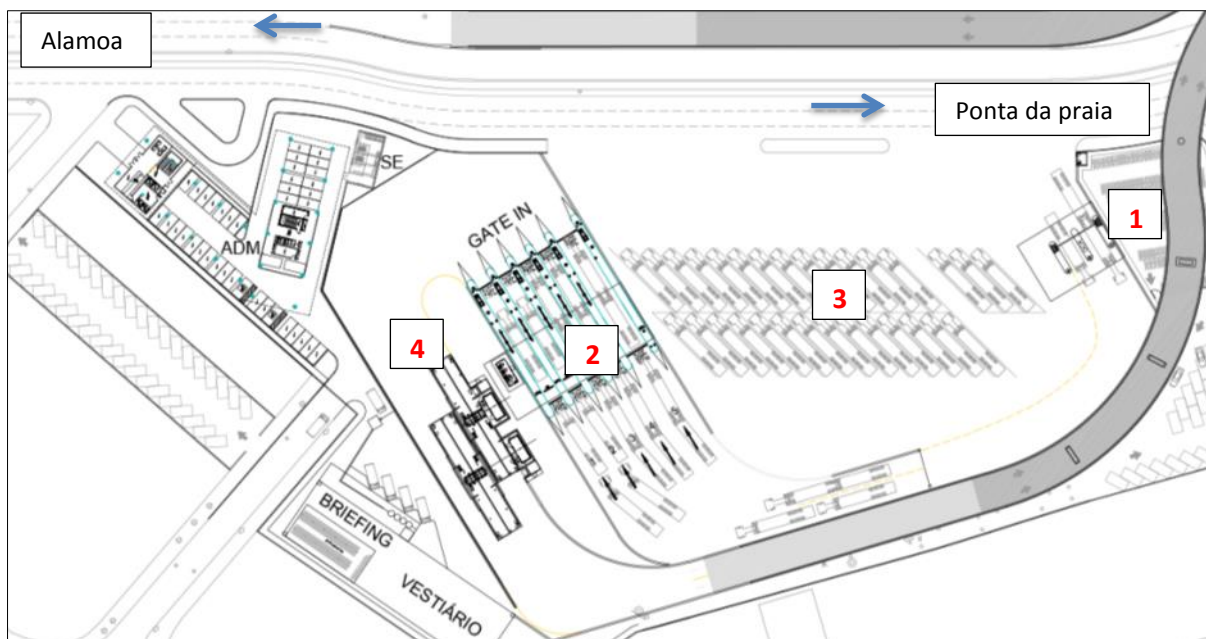 Alamoa
Ponta da praia
SE
1
GATE IN
ADM
3
4
2
BRIEFING
VESTIÁRIO